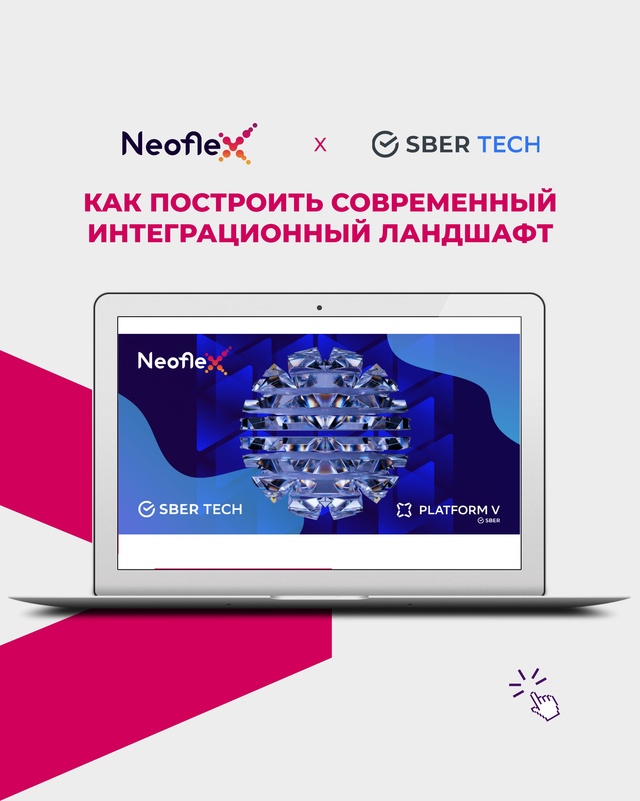 Neoflex x SBER TECH
КАК ПОСТРОИТЬ СОВРЕМЕННЫЙ
ИНТЕГРАЦИОННЫЙ ЛАНДШАФТ
Neoflex
SBER TECH
PLATFORM V
SBER